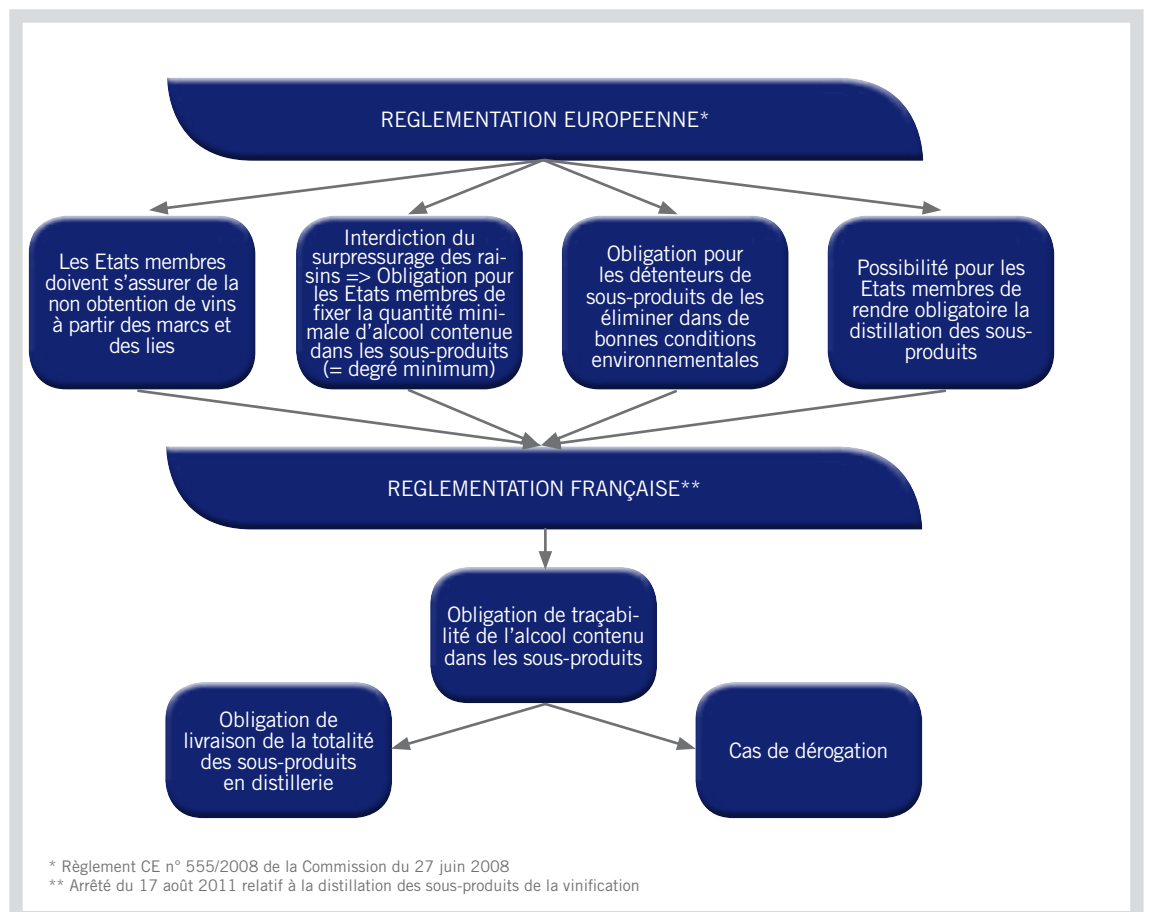 REGLEMENTATION EUROPEENNE*
Les Etats membres
doivent s'assurer de la
non obtention de vins
à partir des marcs et
des lies
Interdiction du
surpressurage des rai-
sins => Obligation pour
les Etats membres de
fixer la quantité mini-
male d'alcool contenue
dans les sous-produits
(= degré minimum)
Obligation pour
les détenteurs de
sous-produits de les
éliminer dans de
bonnes conditions
environnementales
Possibilité pour les
Etats membres de
rendre obligatoire la
distillation des sous-
produits
REGLEMENTATION FRANÇAISE**
Obligation de traçabi-
lité de l'alcool contenu
dans les sous-produits
Obligation de
livraison de la totalité
des sous-produits
en distillerie
Cas de dérogation
* Règlement CE n° 555/2008 de la Commission du 27 juin 2008
** Arrêté du 17 août 2011 relatif à la distillation des sous-produits de la vinification